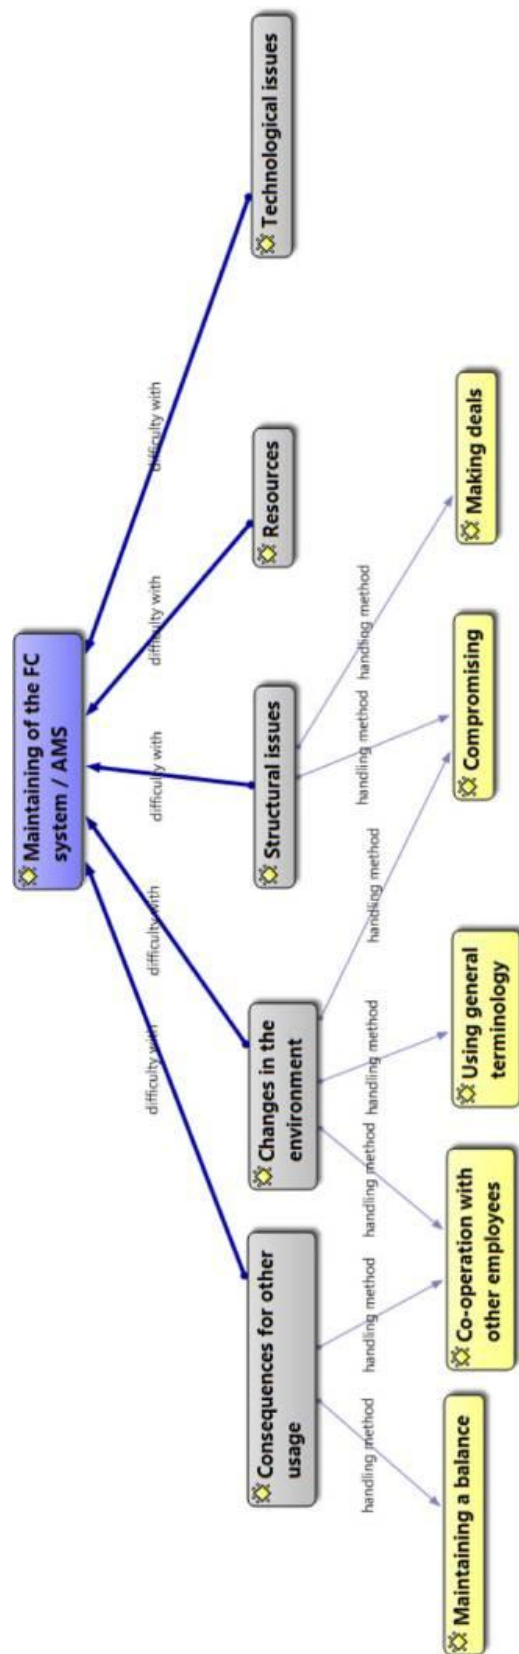 Maintaining of the FC
system / AMS
difficulty with
difficulty with
difficulty with
difficulty with
difficulty with
Consequences for other
usage
Changes in the
environment
Structural issues
Resources
Technological issues
handling method
handling method
handling method
handling method
handling method
handling method
handling method
Maintaining a balance
Co-operation with
other employees
Using general
terminology
Compromising
Making deals